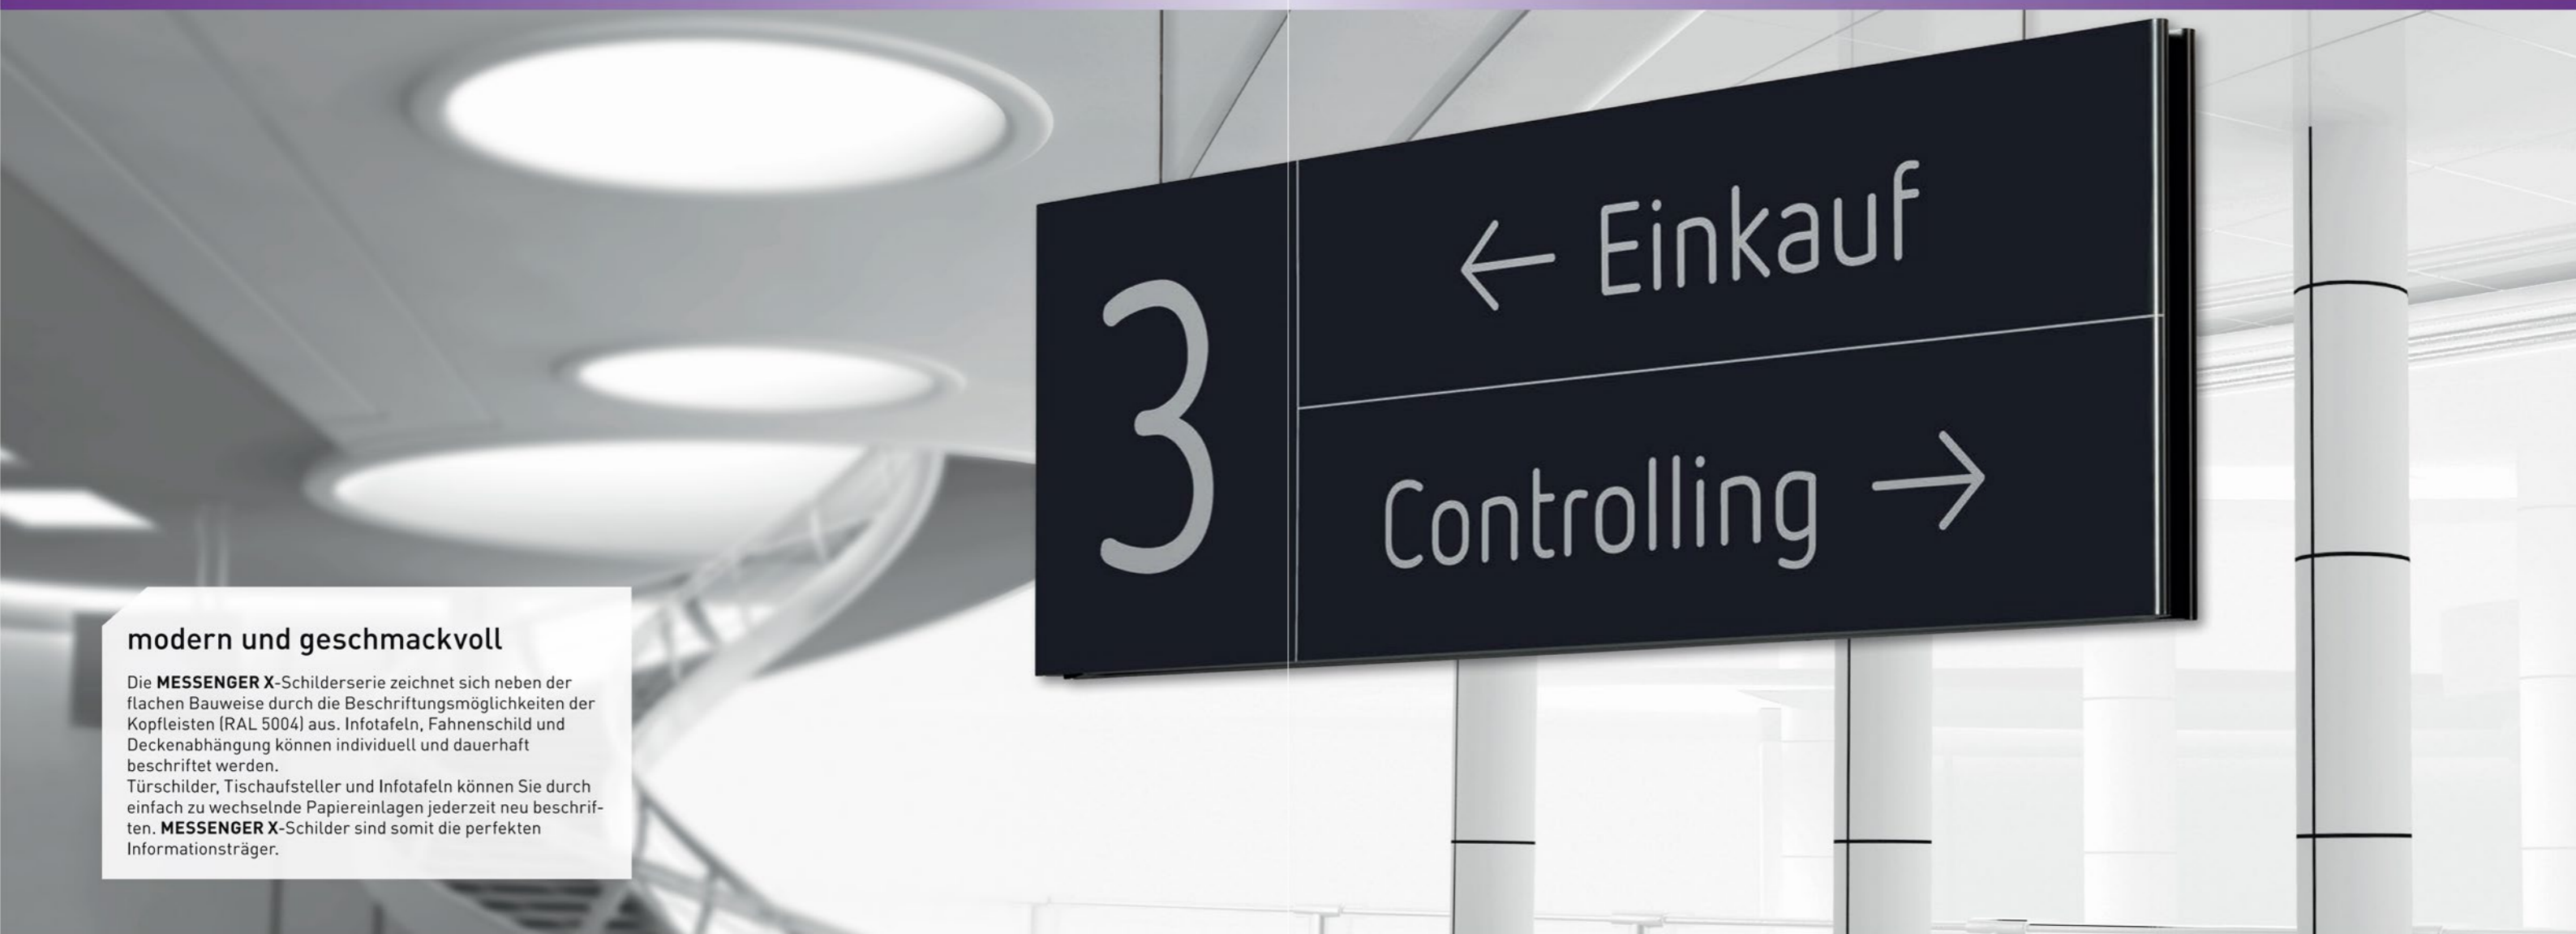 3
← Einkauf
Controlling →
modern und geschmackvoll
Die MESSENGER X-Schilderserie zeichnet sich neben der
flachen Bauweise durch die Beschriftungsmöglichkeiten der
Kopfleisten (RAL 5004) aus. Infotafeln, Fahnenschild und
Deckenabhängung können individuell und dauerhaft
beschriftet werden.
Türschilder, Tischaufsteller und Infotafeln können Sie durch
einfach zu wechselnde Papiereinlagen jederzeit neu beschrif-
ten. MESSENGER X-Schilder sind somit die perfekten
Informationsträger.